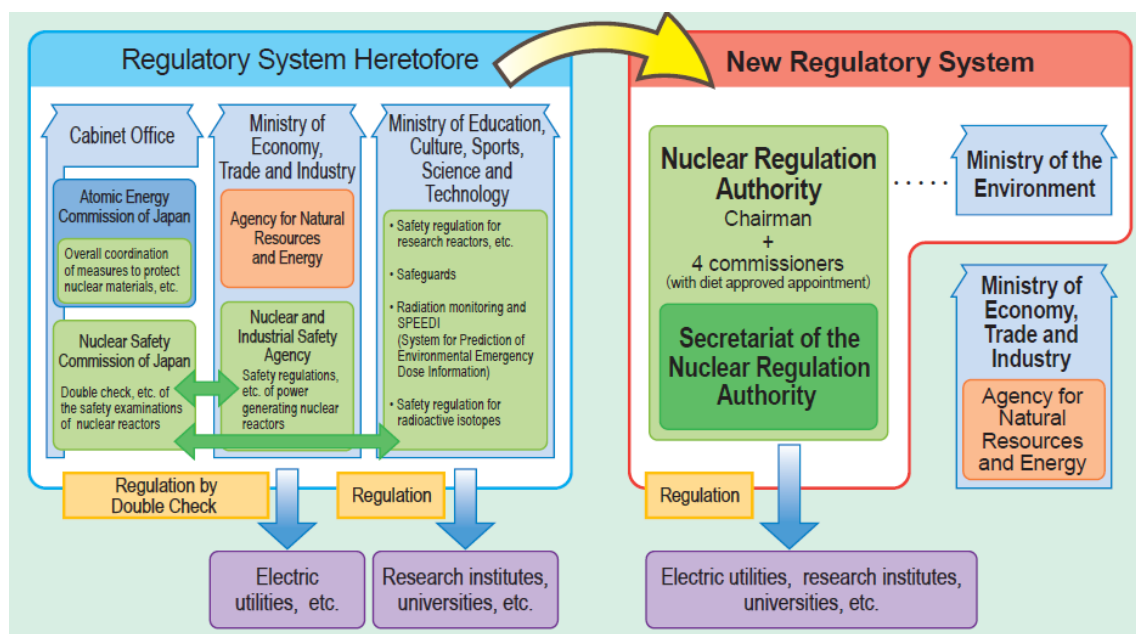 Regulatory System Heretofore
Cabinet Office
Atomic Energy
Commission of Japan
Overall coordination
of measures to protect
nuclear materials, etc.
Nuclear Safety
Commission of Japan
Double check, etc. of
the safety examinations
of nuclear reactors
Ministry of
Economy,
Trade and Industry
Agency for Natural
Resources
and Energy
Nuclear and
Industrial Safety
Agency
Safety regulations,
etc. of power
generating nuclear
reactors
Ministry of Education,
Culture, Sports,
Science and
Technology
• Safety regulation for
research reactors, etc.
• Safeguards
• Radiation monitoring and
SPEEDI
(System for Prediction of
Environmental Emergency
Dose Information)
• Safety regulation for
radioactive isotopes
Regulation by
Double Check
Regulation
Electric
utilities, etc.
Research institutes,
universities, etc.
New Regulatory System
Nuclear Regulation
Authority
Chairman
+
4 commissioners
(with diet approved appointment)
Secretariat of the
Nuclear Regulation
Authority
.....
Ministry of the
Environment
Ministry of
Economy,
Trade and
Industry
Agency for
Natural
Resources
and Energy
Regulation
Electric utilities, research institutes,
universities, etc.